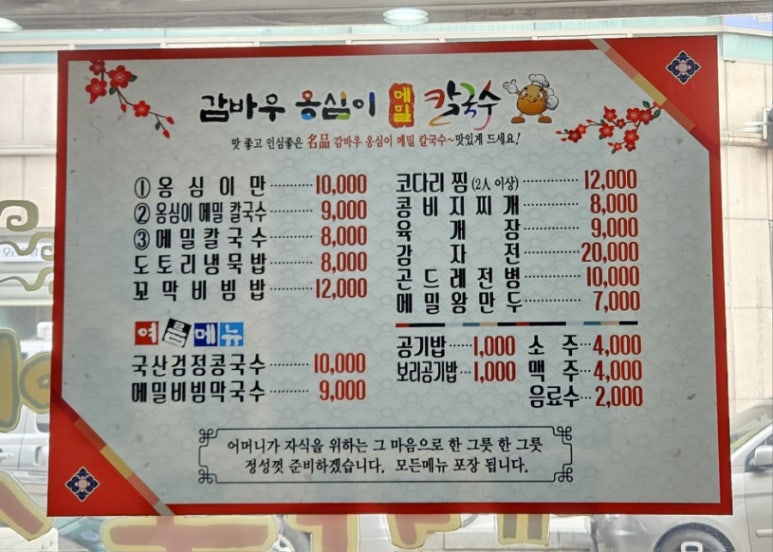 감바우 옹심이 메밀 칼국수
맛 좋고 인심좋은 名品 감바우 옹심이 메밀 칼국수~맛있게 드세요!
① 옹심이만 10,000
② 옹심이 메밀 칼국수 9,000
③ 메밀칼국수 8,000
도토리냉묵밥 8,000
꼬막비빔밥 12,000
여름메뉴
국산검정콩국수 10,000
메밀비빔막국수 9,000
코다리찜(2人 이상) 12,000
콩비지찌개 8,000
육개장 9,000
감자전 20,000
곤드레전병 10,000
메밀왕만두 7,000
공기밥 1,000
보리공기밥 1,000
소주 4,000
맥주 4,000
음료수 2,000
어머니가 자식을 위하는 그 마음으로 한 그릇 한 그릇
정성껏 준비하겠습니다. 모든메뉴 포장 됩니다.